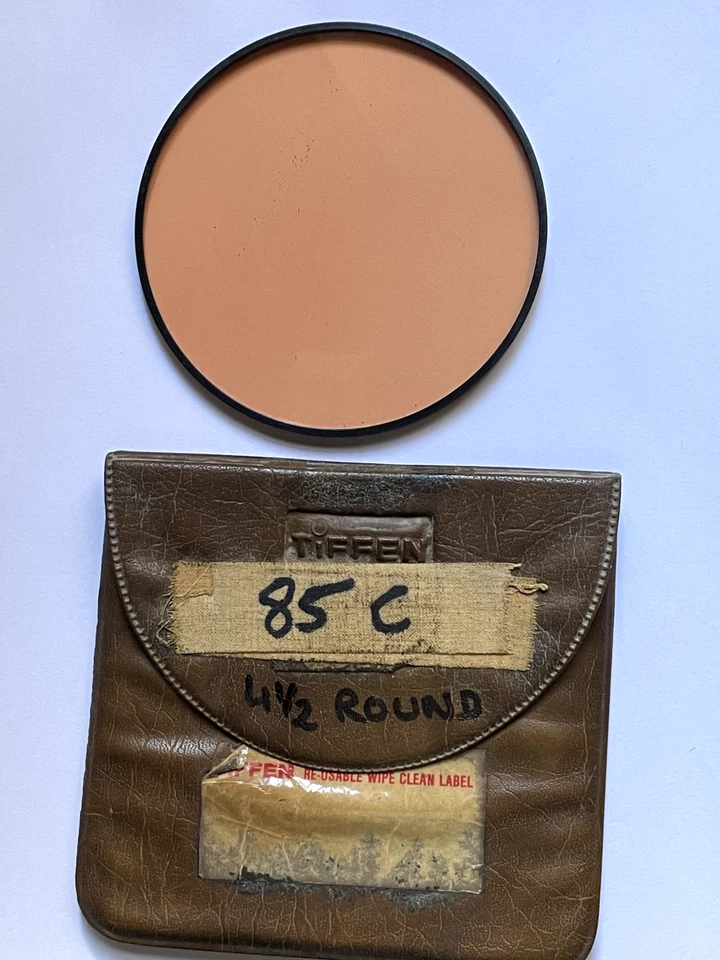 TiFFEN
85 C
4½ ROUND
TIFFEN RE-USABLE WIPE CLEAN LABEL